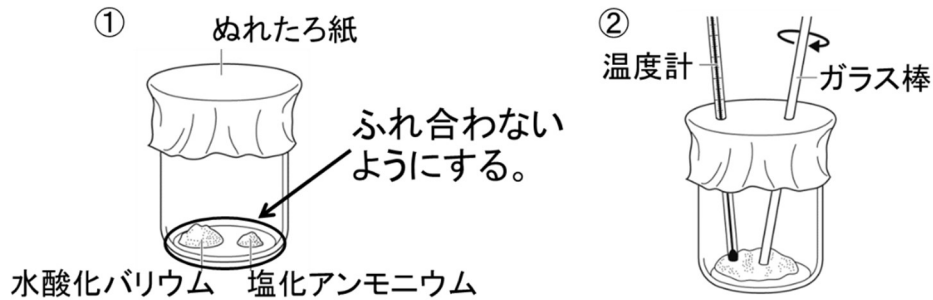 ①
ぬれたろ紙
ふれ合わない
ようにする。
水酸化バリウム
塩化アンモニウム
②
温度計
ガラス棒